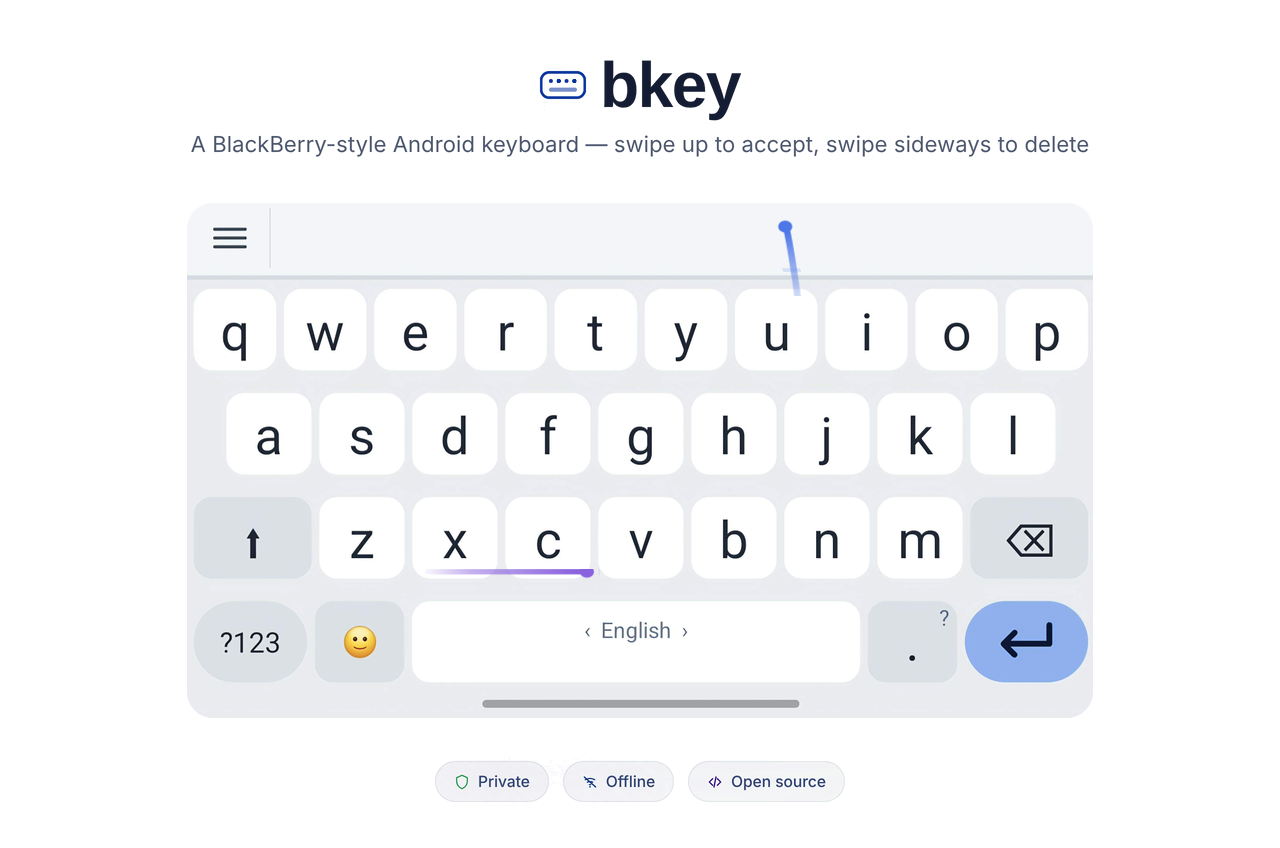 bkey
A BlackBerry-style Android keyboard — swipe up to accept, swipe sideways to delete
q w e r t y u i o p
a s d f g h j k l
z x c v b n m
?123 ‹ English › . ?
Private Offline Open source